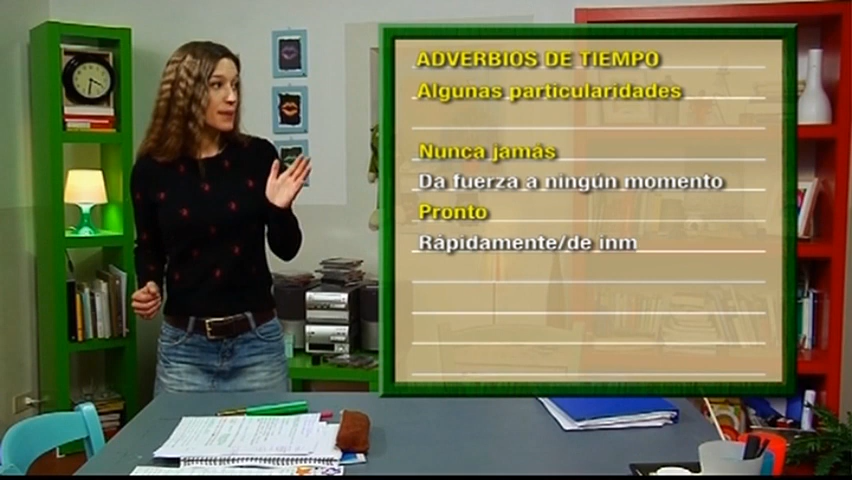 ADVERBIOS DE TIEMPO
Algunas particularidades
Nunca jamás
Da fuerza a ningún momento
Pronto
Rápidamente/de inm